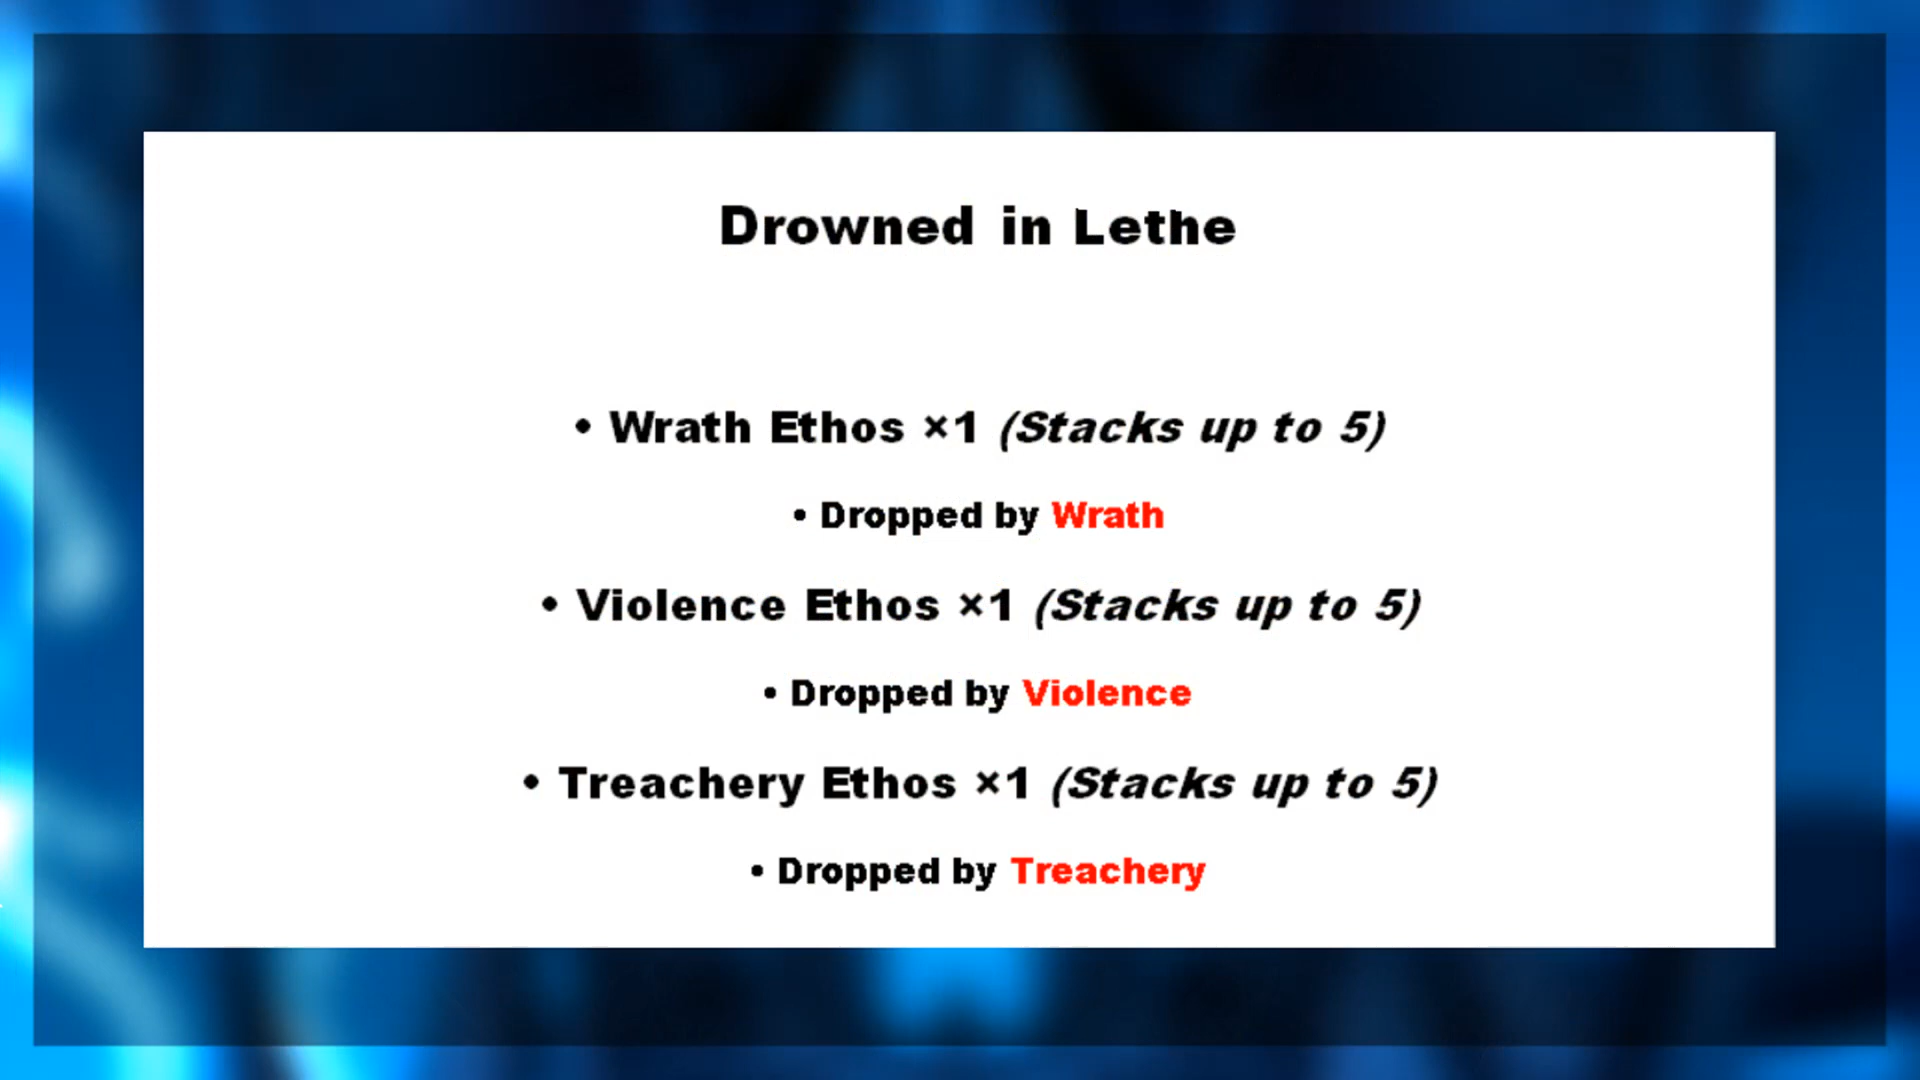 Drowned in Lethe
• Wrath Ethos ×1 (Stacks up to 5)
• Dropped by Wrath
• Violence Ethos ×1 (Stacks up to 5)
• Dropped by Violence
• Treachery Ethos ×1 (Stacks up to 5)
• Dropped by Treachery